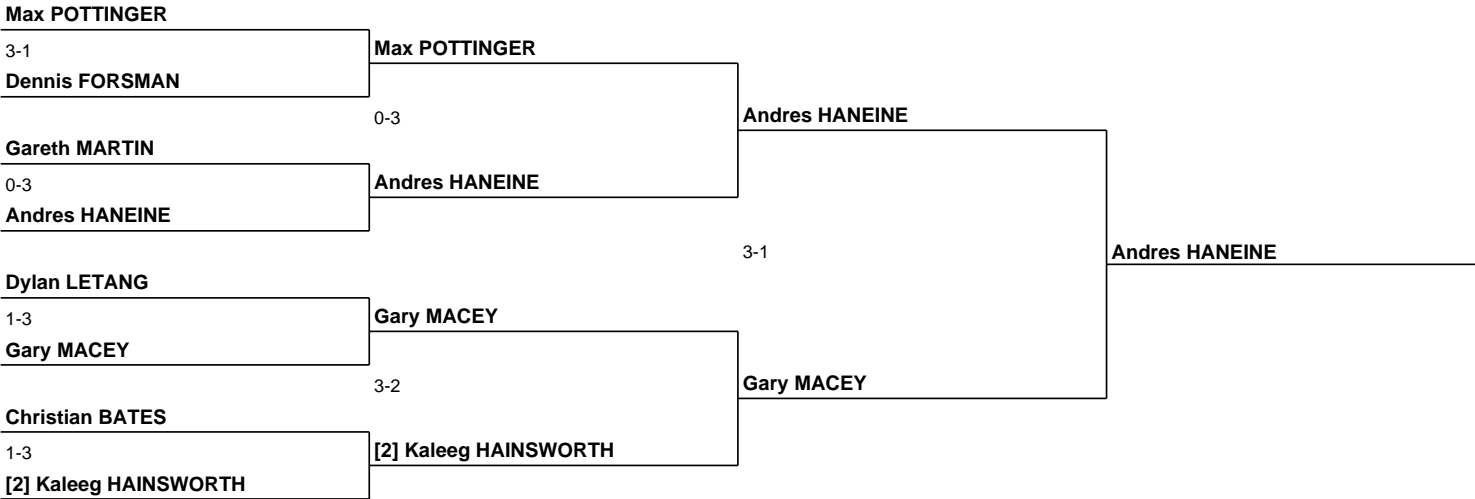 Max POTTINGER
3-1
Dennis FORSMAN
Gareth MARTIN
0-3
Andres HANEINE
Dylan LETANG
1-3
Gary MACEY
Christian BATES
1-3
[2] Kaleeg HAINSWORTH
Max POTTINGER
0-3
Andres HANEINE
Gary MACEY
3-2
[2] Kaleeg HAINSWORTH
Andres HANEINE
3-1
Gary MACEY
Andres HANEINE